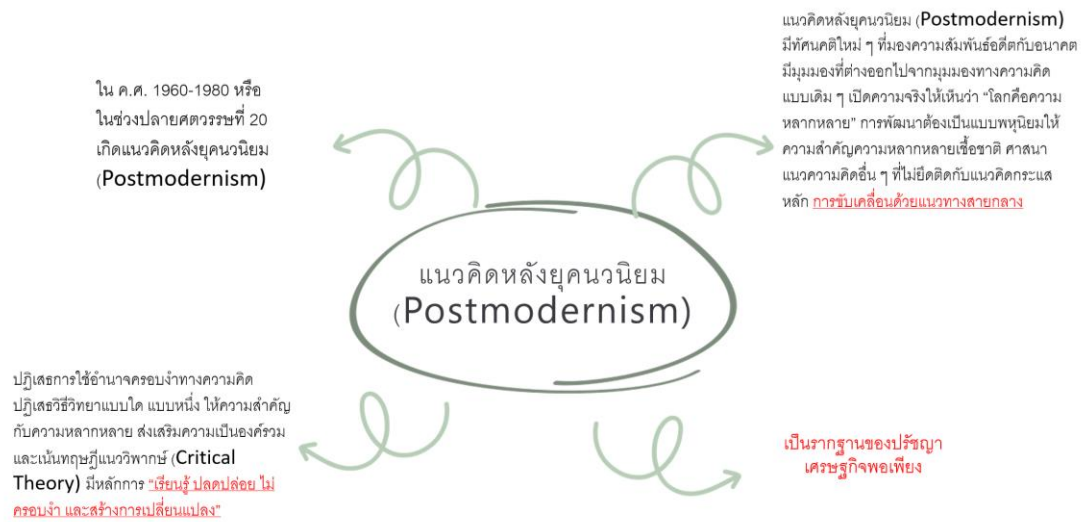 ใน ค.ศ. 1960-1980 หรือ
ในช่วงปลายศตวรรษที่ 20
เกิดแนวคิดหลังยุคนวนิยม
(Postmodernism)
แนวคิดหลังยุคนวนิยม (Postmodernism)
มีทัศนคติใหม่ ๆ ที่มองความสัมพันธ์อดีตกับอนาคต
มีมุมมองที่ต่างออกไปจากมุมมองทางความคิด
แบบเดิม ๆ เปิดความจริงให้เห็นว่า “โลกคือความ
หลากหลาย” การพัฒนาต้องเป็นแบบพหุนิยมให้
ความสำคัญความหลากหลายเชื้อชาติ ศาสนา
แนวความคิดอื่น ๆ ที่ไม่ยึดติดกับแนวคิดกระแส
หลัก การขับเคลื่อนด้วยแนวทางสายกลาง
แนวคิดหลังยุคนวนิยม
(Postmodernism)
ปฏิเสธการใช้อำนาจครอบงำทางความคิด
ปฏิเสธวิธีวิทยาแบบใด แบบหนึ่ง ให้ความสำคัญ
กับความหลากหลาย ส่งเสริมความเป็นองค์รวม
และเน้นทฤษฎีแนววิพากษ์ (Critical
Theory) มีหลักการ “เรียนรู้ ปลดปล่อย ไม่
ครอบงำ และสร้างการเปลี่ยนแปลง”
เป็นรากฐานของปรัชญา
เศรษฐกิจพอเพียง